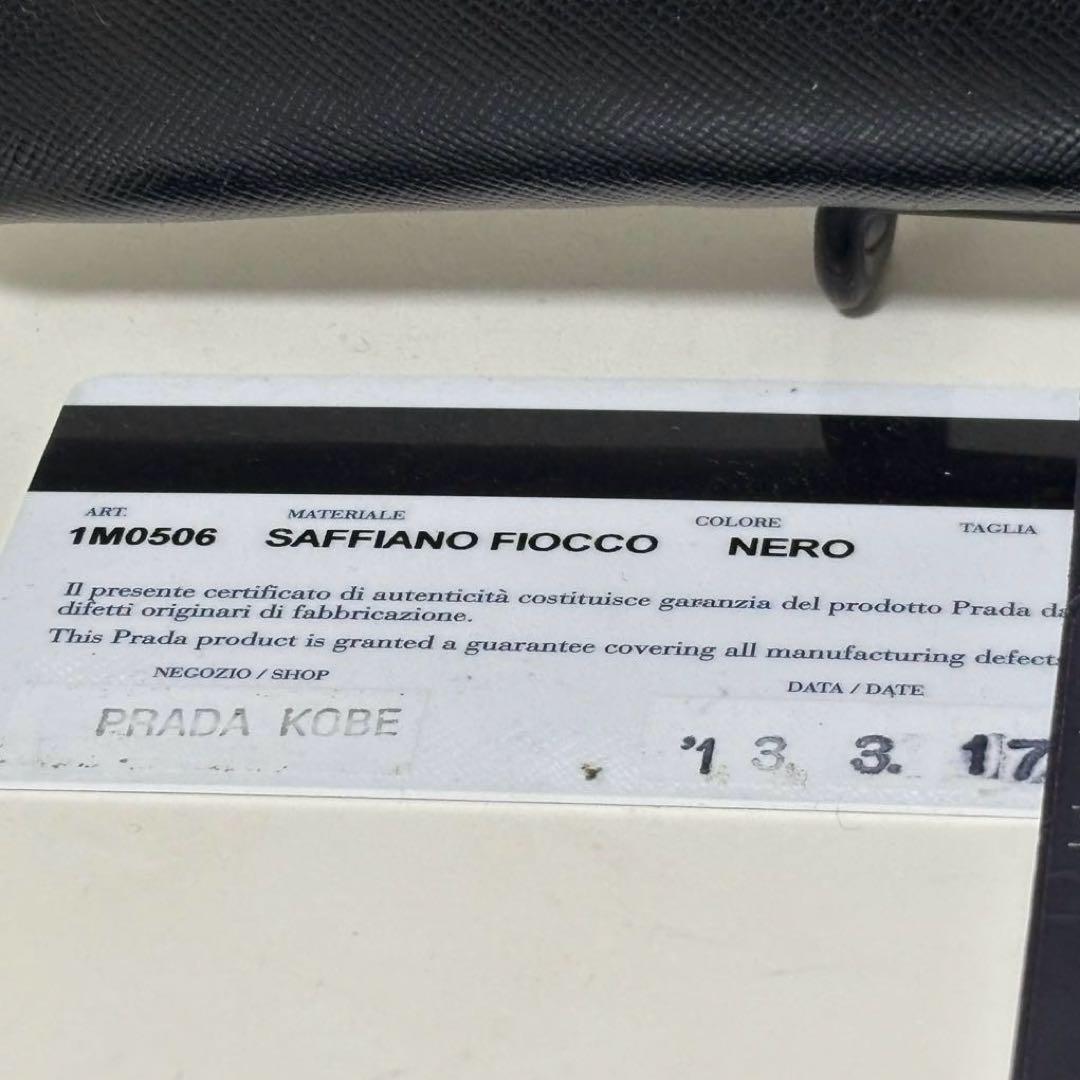 ART. MATERIALE COLORE TAGLIA
1M0506 SAFFIANO FIOCCO NERO
Il presente certificato di autenticità costituisce garanzia del prodotto Prada da
difetti originari di fabbricazione.
This Prada product is granted a guarantee covering all manufacturing defects
NEGOZIO / SHOP DATA / DATE
PRADA KOBE '13. 3. 17